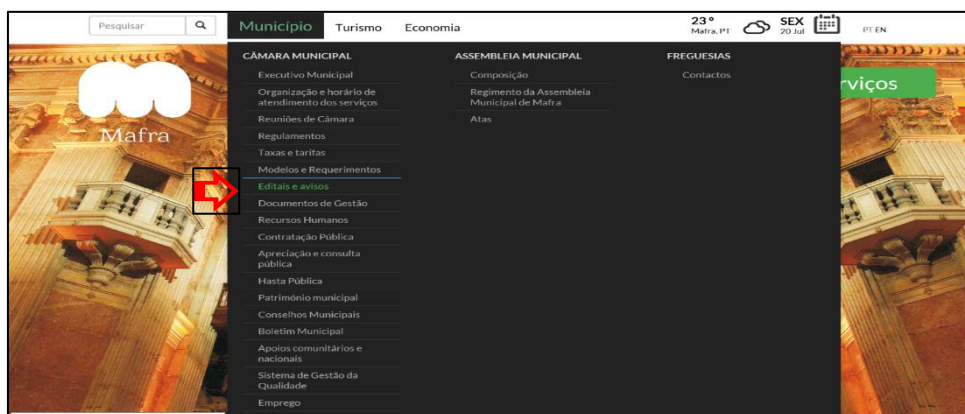 Pesquisar
Município Turismo Economia
23 º
Mafra, PT
SEX
20 Jul
PT EN
Mafra
rviços
CÂMARA MUNICIPAL
Executivo Municipal
Organização e horário de
atendimento dos serviços
Reuniões de Câmara
Regulamentos
Taxas e tarifas
Modelos e Requerimentos
Editais e avisos
Documentos de Gestão
Recursos Humanos
Contratação Pública
Apreciação e consulta
pública
Hasta Pública
Património municipal
Conselhos Municipais
Boletim Municipal
Apoios comunitários e
nacionais
Sistema de Gestão da
Qualidade
Emprego
ASSEMBLEIA MUNICIPAL
Composição
Regimento da Assembleia
Municipal de Mafra
Atas
FREGUESIAS
Contactos